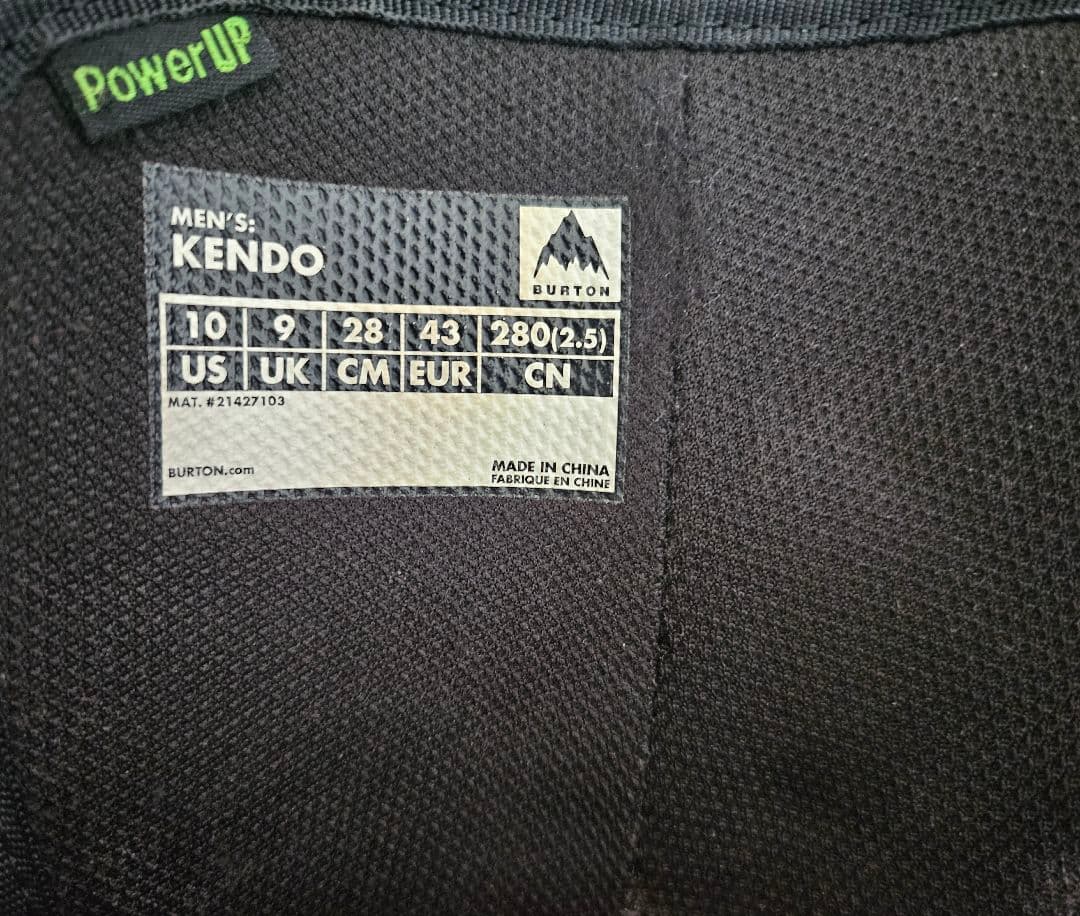 PowerUP
MEN'S:
KENDO
BURTON
10 9 28 43 280(2.5)
US UK CM EUR CN
MAT. #21427103
BURTON.com
MADE IN CHINA
FABRIQUE EN CHINE